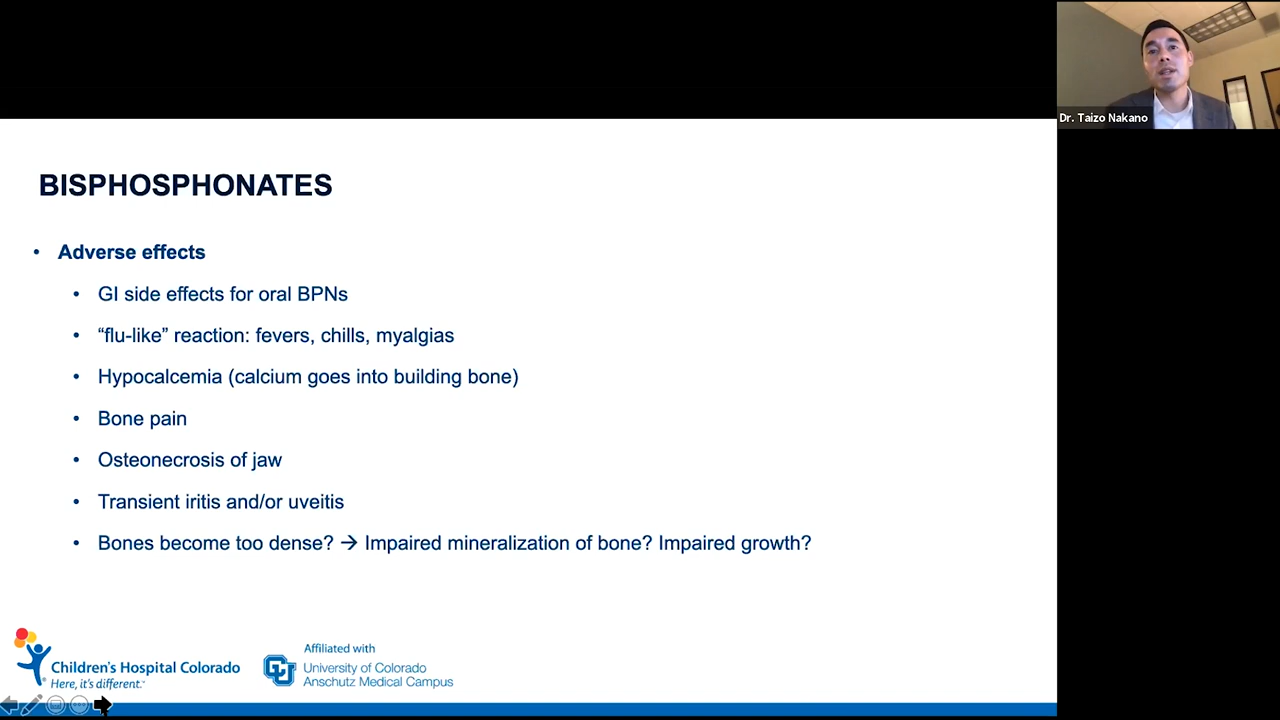 Dr. Taizo Nakano
BISPHOSPHONATES
• Adverse effects
• GI side effects for oral BPNs
• “flu-like” reaction: fevers, chills, myalgias
• Hypocalcemia (calcium goes into building bone)
• Bone pain
• Osteonecrosis of jaw
• Transient iritis and/or uveitis
• Bones become too dense? → Impaired mineralization of bone? Impaired growth?
Children's Hospital Colorado
Here, it's different.™
Affiliated with
University of Colorado
Anschutz Medical Campus